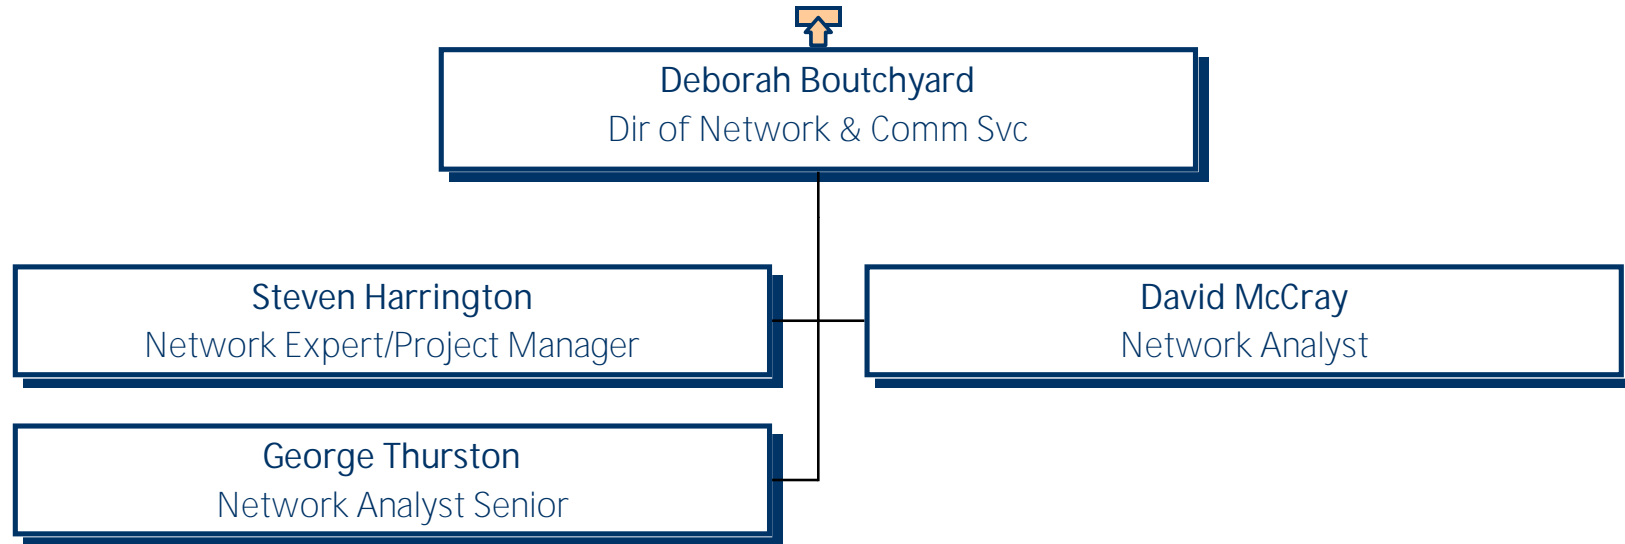 Deborah Boutchyard
Dir of Network & Comm Svc
Steven Harrington
Network Expert/Project Manager
David McCray
Network Analyst
George Thurston
Network Analyst Senior